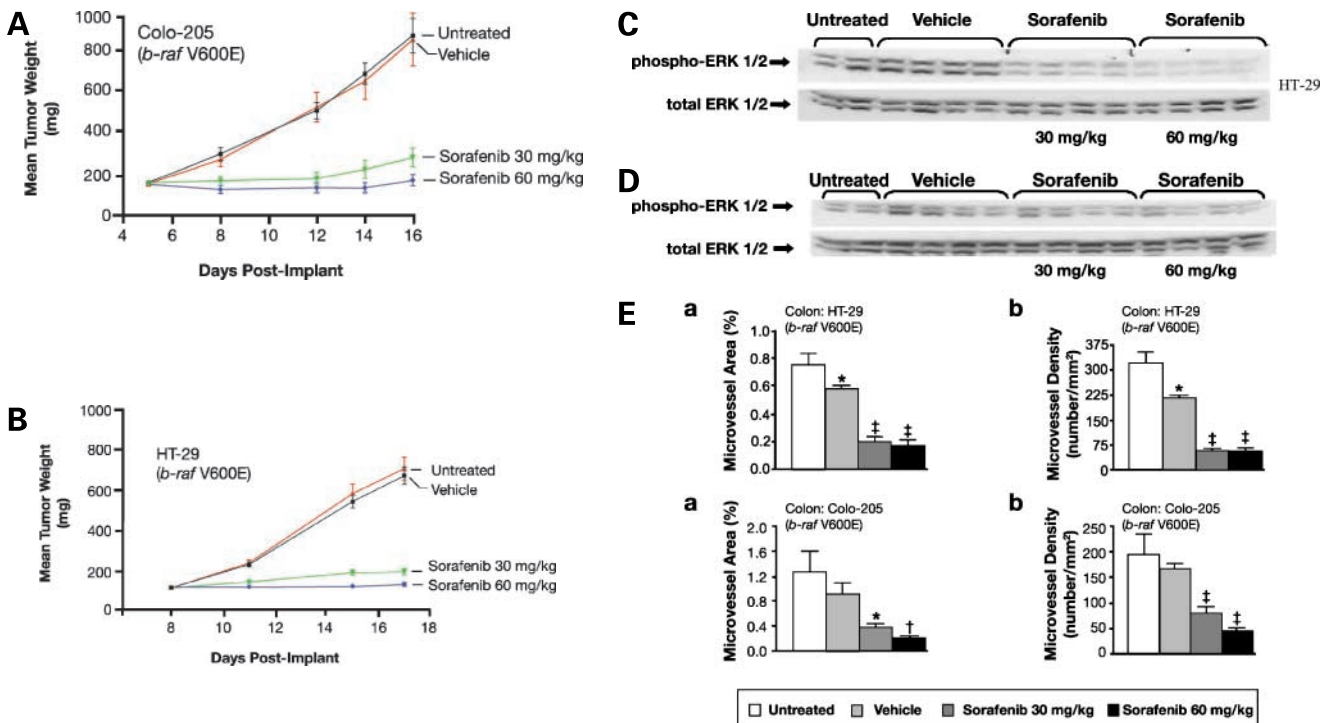 A
Colo-205
(b-raf V600E)
Mean Tumor Weight
(mg)
1000
800
600
400
200
0
Untreated
Vehicle
Sorafenib 30 mg/kg
Sorafenib 60 mg/kg
4 6 8 10 12 14 16
Days Post-Implant
B
HT-29
(b-raf V600E)
Mean Tumor Weight
(mg)
1000
800
600
400
200
0
Untreated
Vehicle
Sorafenib 30 mg/kg
Sorafenib 60 mg/kg
8 10 12 14 16 18
Days Post-Implant
C
Untreated Vehicle Sorafenib Sorafenib
phospho-ERK 1/2
total ERK 1/2
HT-29
30 mg/kg 60 mg/kg
D
Untreated Vehicle Sorafenib Sorafenib
phospho-ERK 1/2
total ERK 1/2
30 mg/kg 60 mg/kg
E
a
Colon: HT-29
(b-raf V600E)
Microvessel Area (%)
1.0
0.8
0.6
0.4
0.2
0.0
* ‡ ‡
b
Colon: HT-29
(b-raf V600E)
Microvessel Density
(number/mm²)
375
300
225
150
75
0
* ‡ ‡
a
Colon: Colo-205
(b-raf V600E)
Microvessel Area (%)
2.0
1.6
1.2
0.8
0.4
0.0
* †
b
Colon: Colo-205
(b-raf V600E)
Microvessel Density
(number/mm²)
250
200
150
100
50
0
‡ ‡
Untreated Vehicle Sorafenib 30 mg/kg Sorafenib 60 mg/kg